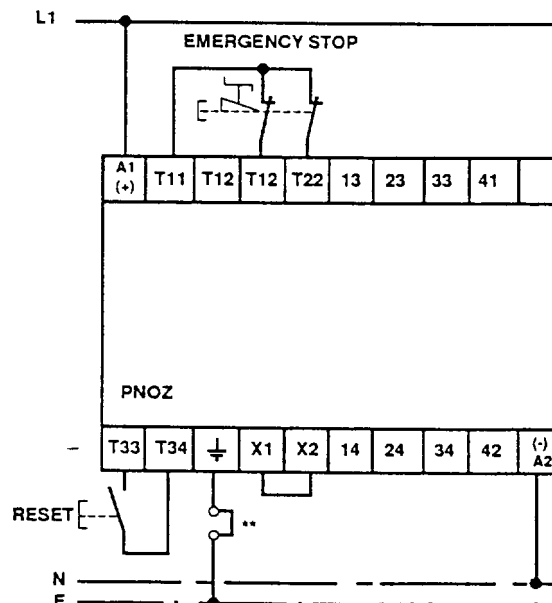 L1
EMERGENCY STOP
A1 (+) T11 T12 T12 T22 13 23 33 41
PNOZ
T33 T34 X1 X2 14 24 34 42 (-) A2
RESET
**
N